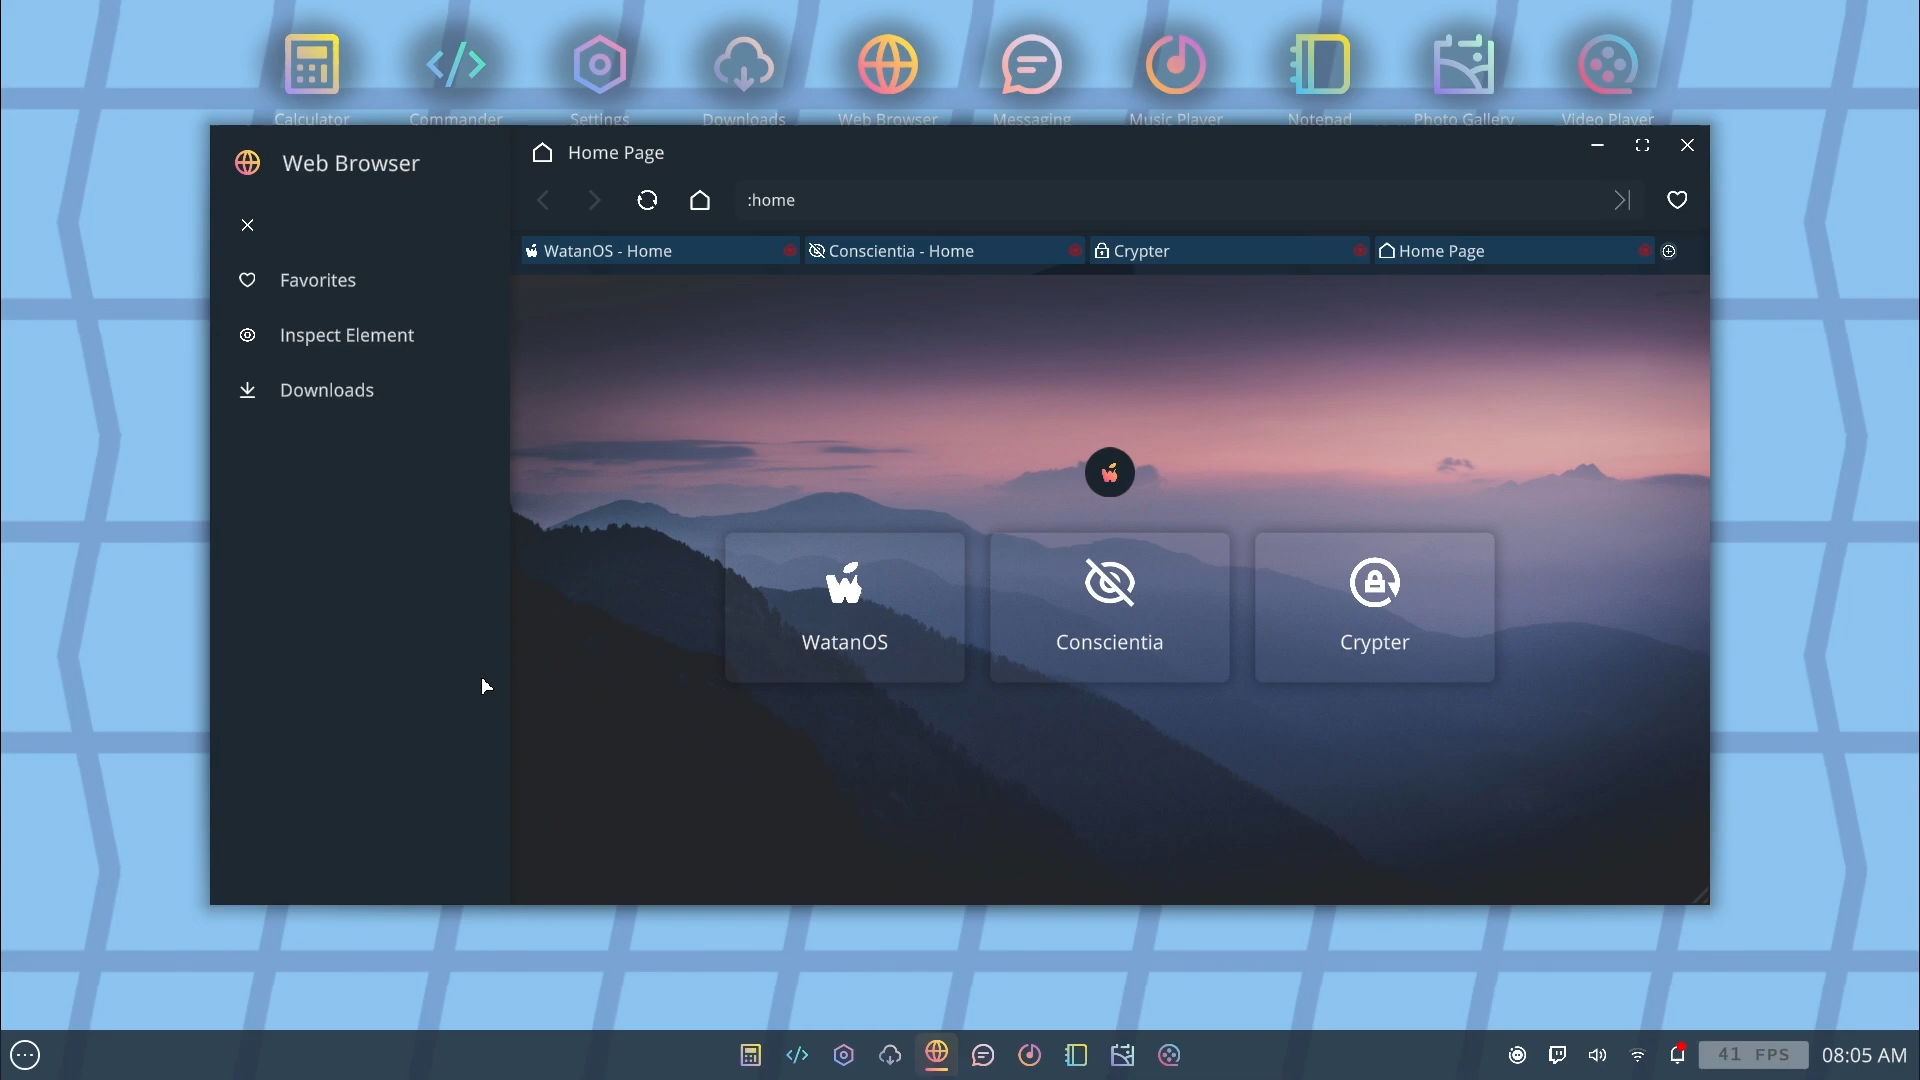 Calculator
Commander
Settings
Downloads
Web Browser
Messaging
Music Player
Notepad
Photo Gallery
Video Player
Web Browser
Home Page
:home
WatanOS - Home
Conscientia - Home
Crypter
Home Page
Favorites
Inspect Element
Downloads
WatanOS
Conscientia
Crypter
41 FPS
08:05 AM